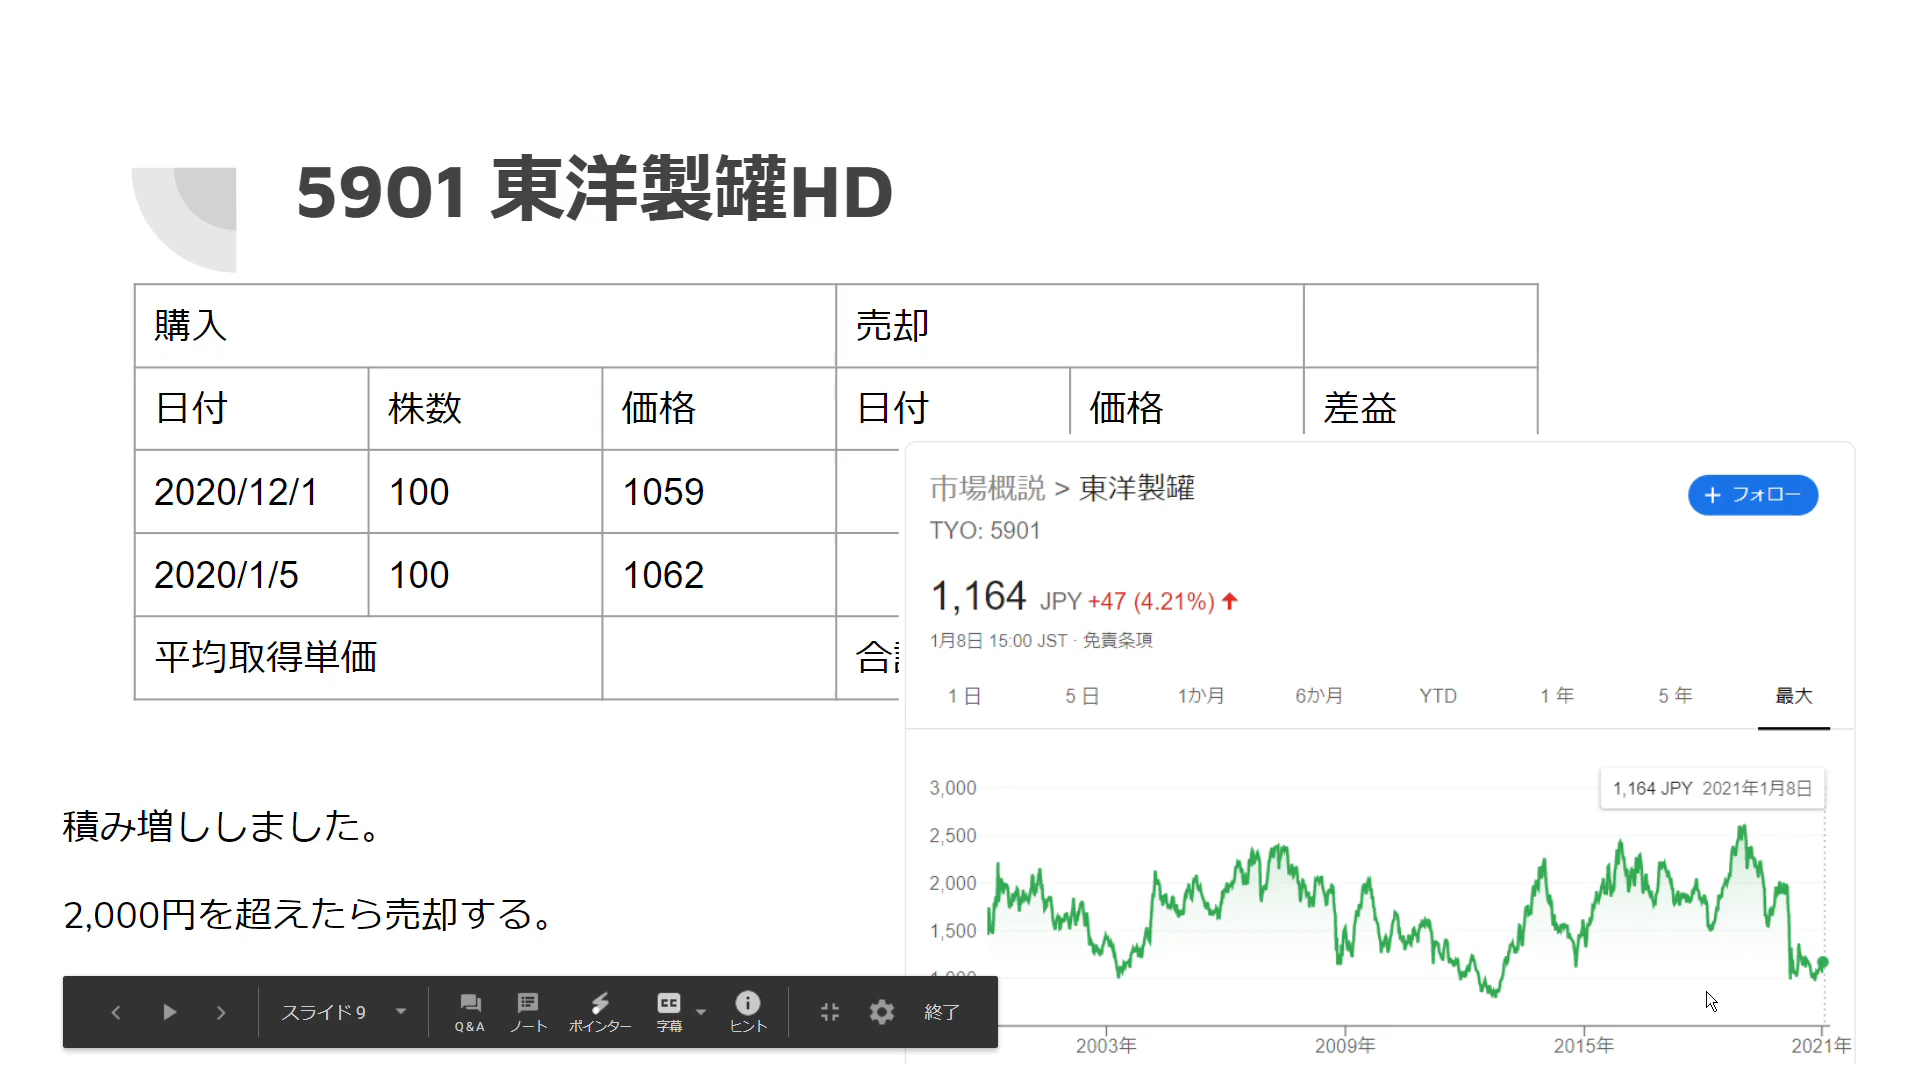 5901 東洋製罐HD
購入 売却
日付 株数 価格 日付 価格 差益
2020/12/1 100 1059
2020/1/5 100 1062
平均取得単価 合
積み増ししました。
2,000円を超えたら売却する。
市場概説 > 東洋製罐
+ フォロー
TYO: 5901
1,164 JPY +47 (4.21%)
1月8日 15:00 JST · 免責条項
1 日 5 日 1か月 6か月 YTD 1 年 5 年 最大
1,164 JPY 2021年1月8日
3,000
2,500
2,000
1,500
2003年 2009年 2015年 2021年
スライド 9
Q&A ノート ポインター 字幕 ヒント 終了